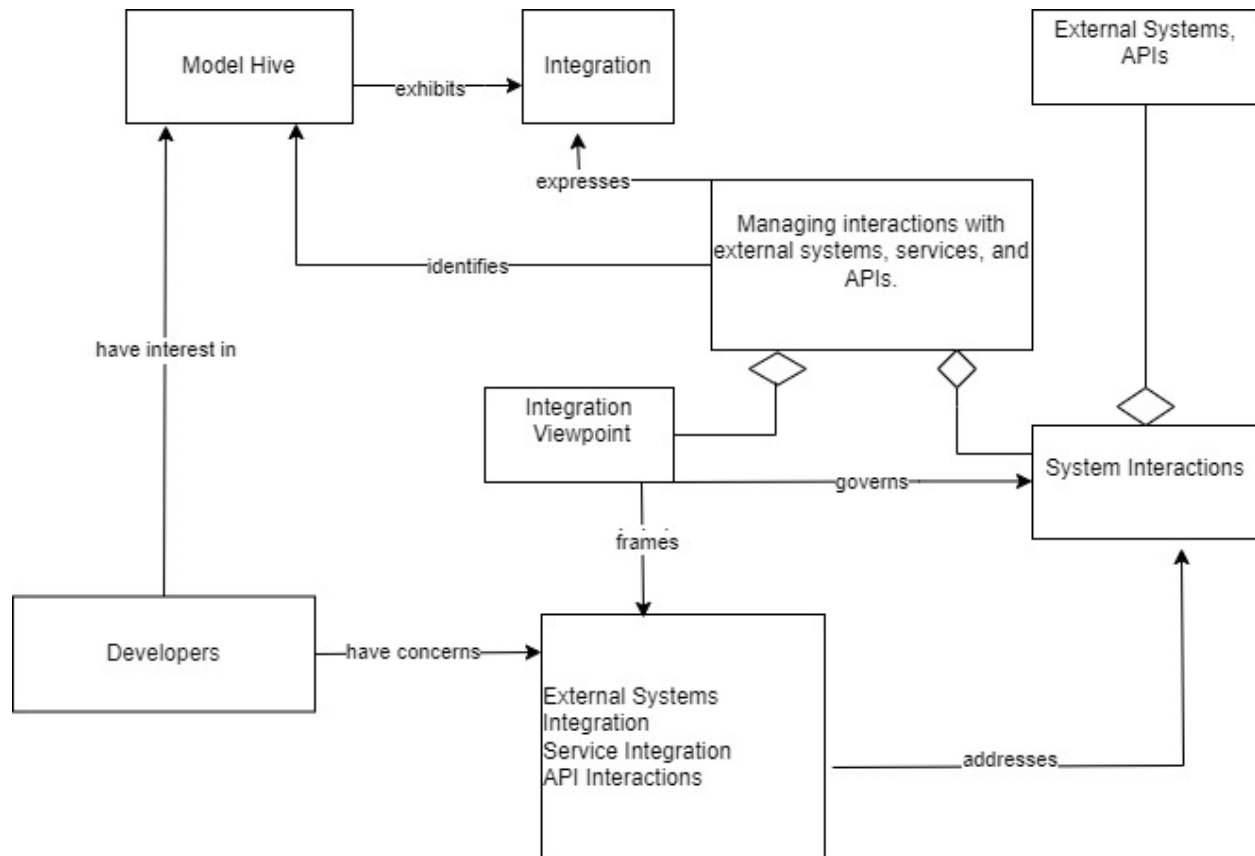 Model Hive
exhibits
Integration
External Systems,
APIs
expresses
Managing interactions with
external systems, services, and
APIs.
identifies
have interest in
Integration
Viewpoint
governs
System Interactions
frames
Developers
have concerns
External Systems
Integration
Service Integration
API Interactions
addresses